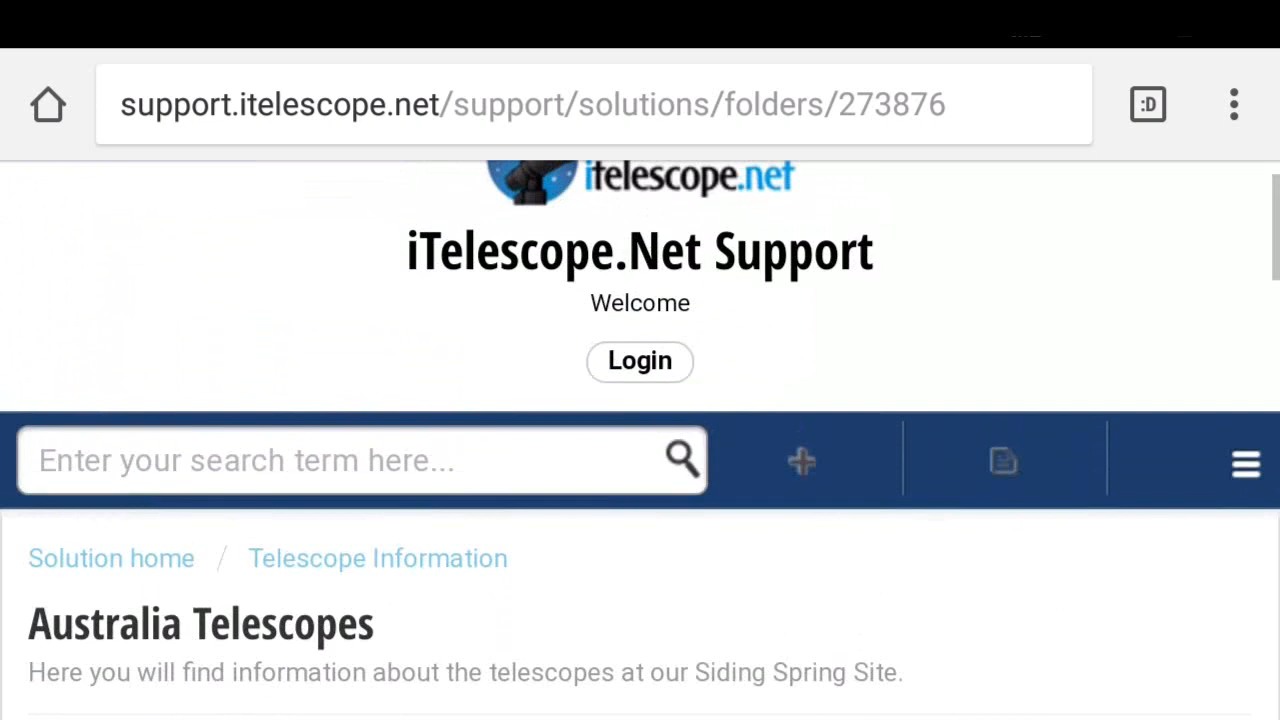 support.itelescope.net/support/solutions/folders/273876
:D
itelescope.net
iTelescope.Net Support
Welcome
Login
Enter your search term here...
Solution home / Telescope Information
Australia Telescopes
Here you will find information about the telescopes at our Siding Spring Site.